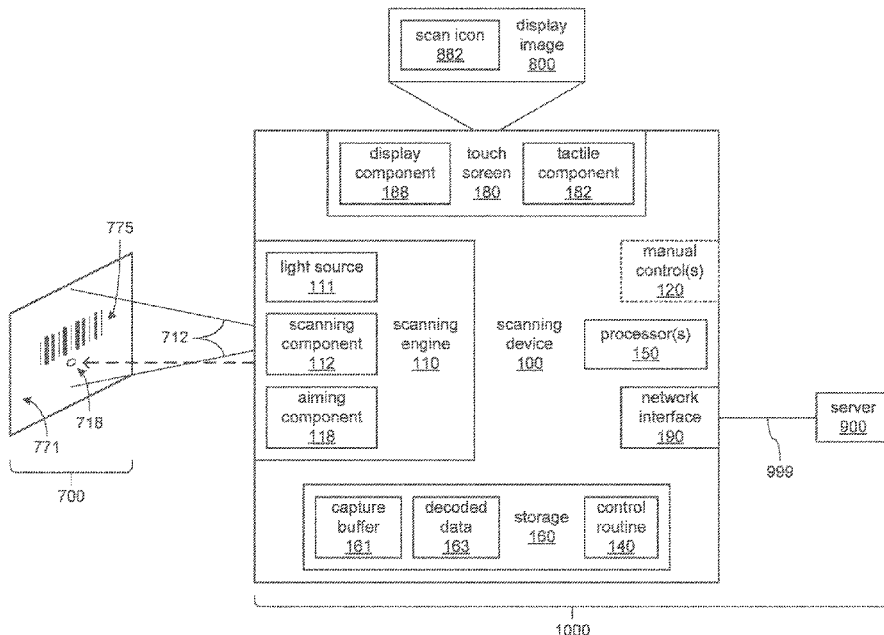 scan icon
882
display
image
800
display
component
188
touch
screen
180
tactile
component
182
775
light source
111
manual
control(s)
120
712
scanning
component
112
scanning
engine
110
scanning
device
100
processor(s)
150
aiming
component
118
network
interface
190
server
900
771
718
999
700
capture
buffer
161
decoded
data
163
storage
160
control
routine
140
1000